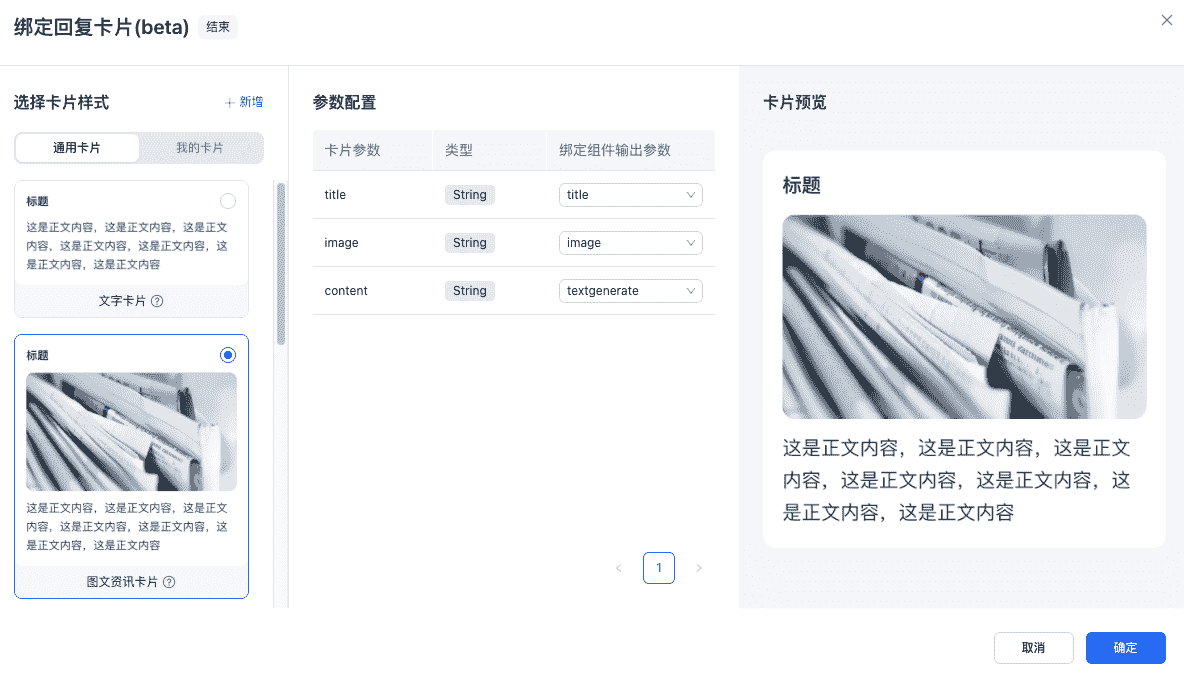 绑定回复卡片(beta) 结束
选择卡片样式
+ 新增
通用卡片 我的卡片
标题
这是正文内容，这是正文内容，这是正文
内容，这是正文内容，这是正文内容，这
是正文内容，这是正文内容
文字卡片 ?
标题
这是正文内容，这是正文内容，这是正文
内容，这是正文内容，这是正文内容，这
是正文内容，这是正文内容
图文资讯卡片 ?
参数配置
卡片参数 类型 绑定组件输出参数
title String title
image String image
content String textgenerate
< 1 >
卡片预览
标题
这是正文内容，这是正文内容，这是正文
内容，这是正文内容，这是正文内容，这
是正文内容，这是正文内容
取消 确定